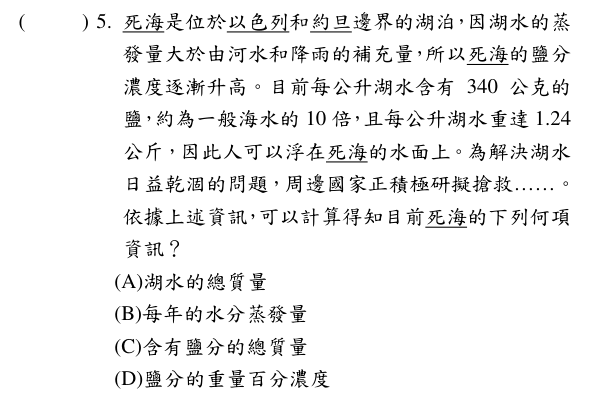 (　　) 5. 死海是位於以色列和約旦邊界的湖泊，因湖水的蒸
發量大於由河水和降雨的補充量，所以死海的鹽分
濃度逐漸升高。目前每公升湖水含有 340 公克的
鹽，約為一般海水的 10 倍，且每公升湖水重達 1.24
公斤，因此人可以浮在死海的水面上。為解決湖水
日益乾涸的問題，周邊國家正積極研擬搶救……。
依據上述資訊，可以計算得知目前死海的下列何項
資訊？
(A)湖水的總質量
(B)每年的水分蒸發量
(C)含有鹽分的總質量
(D)鹽分的重量百分濃度